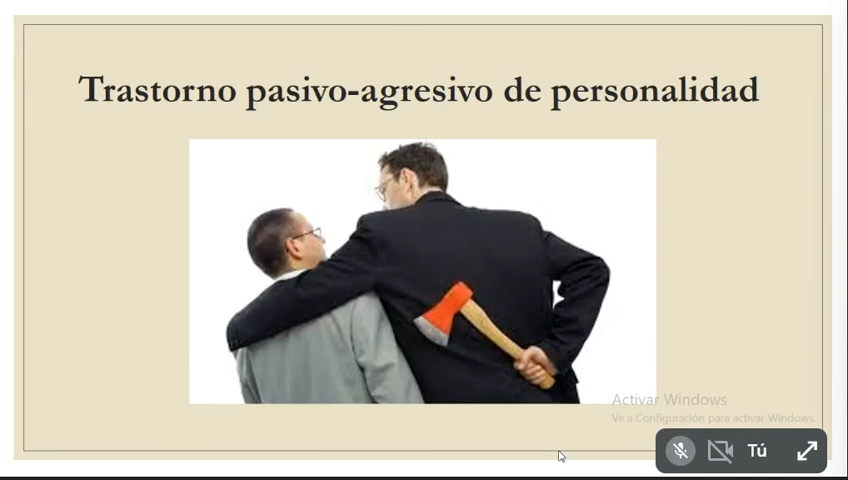 Trastorno pasivo-agresivo de personalidad
Activar Windows
Ve a Configuración para activar Windows.
Tú